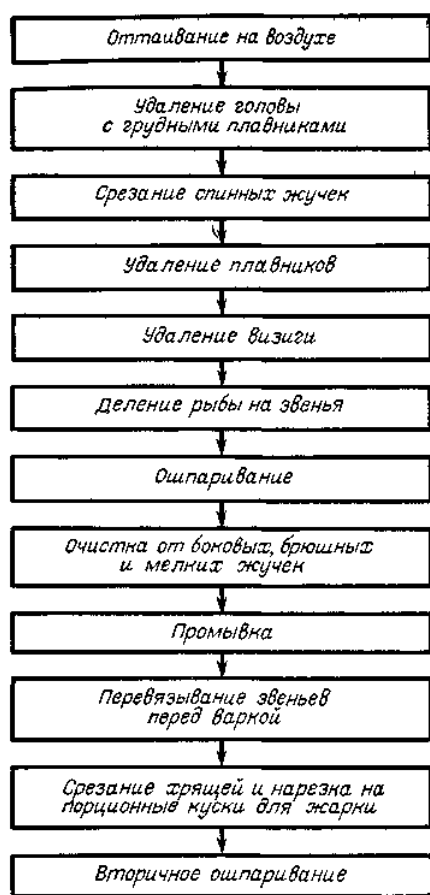 Оттаивание на воздухе
Удаление головы
с грудными плавниками
Срезание спинных жучек
Удаление плавников
Удаление визиги
Деление рыбы на звенья
Ошпаривание
Очистка от боковых, брюшных
и мелких жучек
Промывка
Перевязывание звеньев
перед варкой
Срезание хрящей и нарезка на
порционные куски для жарки
Вторичное ошпаривание